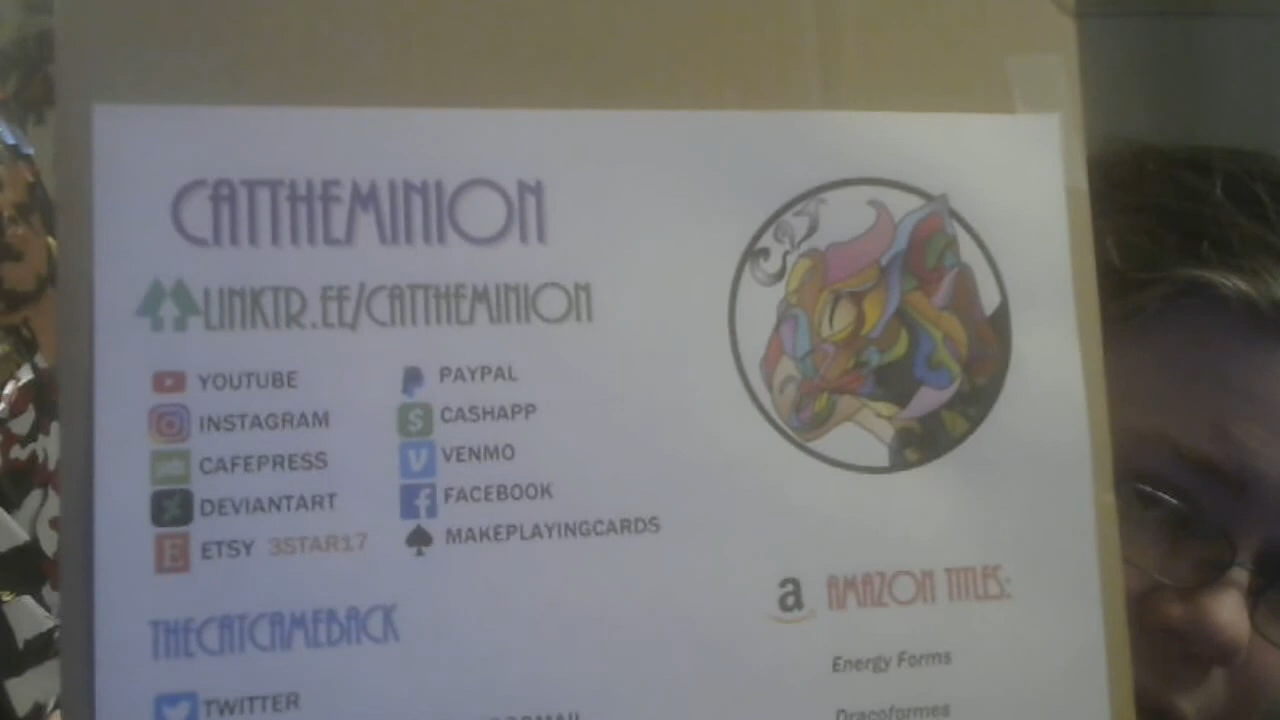 CATTHEMINION
LINKTR.EE/CATTHEMINION
YOUTUBE
INSTAGRAM
CAFEPRESS
DEVIANTART
ETSY 3STAR17
PAYPAL
CASHAPP
VENMO
FACEBOOK
MAKEPLAYINGCARDS
THECATCAMEBACK
TWITTER
a AMAZON TITLES:
Energy Forms
Dracoformes